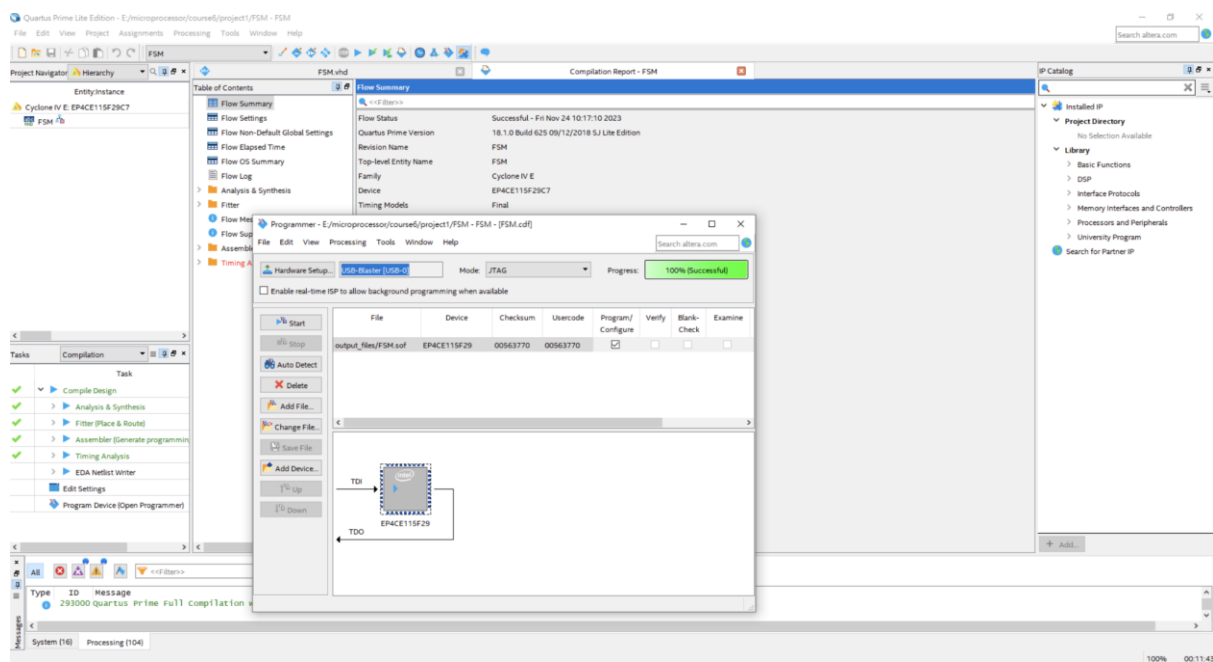 Quartus Prime Lite Edition - E:/microprocessor/course6/project1/FSM - FSM
File Edit View Project Assignments Processing Tools Window Help
Search altera.com
FSM
Project Navigator Hierarchy
Entity:Instance
Cyclone IV E: EP4CE115F29C7
FSM
FSM.vhd
Compilation Report - FSM
Table of Contents
Flow Summary
Flow Settings
Flow Non-Default Global Settings
Flow Elapsed Time
Flow OS Summary
Flow Log
Analysis & Synthesis
Fitter
Flow Mes
Flow Sup
Assemble
Timing A
Flow Summary
<<Filter>>
Flow Status Successful - Fri Nov 24 10:17:10 2023
Quartus Prime Version 18.1.0 Build 625 09/12/2018 SJ Lite Edition
Revision Name FSM
Top-level Entity Name FSM
Family Cyclone IV E
Device EP4CE115F29C7
Timing Models Final
IP Catalog
Installed IP
Project Directory
No Selection Available
Library
Basic Functions
DSP
Interface Protocols
Memory Interfaces and Controllers
Processors and Peripherals
University Program
Search for Partner IP
+ Add...
Programmer - E:/microprocessor/course6/project1/FSM - FSM - [FSM.cdf]
File Edit View Processing Tools Window Help
Search altera.com
Hardware Setup... USB-Blaster [USB-0] Mode: JTAG Progress: 100% (Successful)
Enable real-time ISP to allow background programming when available
Start
Stop
Auto Detect
Delete
Add File...
Change File...
Save File
Add Device...
Up
Down
File Device Checksum Usercode Program/ Configure Verify Blank- Check Examine
output_files/FSM.sof EP4CE115F29 00563770 00563770
TDI
intel
EP4CE115F29
TDO
Tasks Compilation
Task
Compile Design
Analysis & Synthesis
Fitter (Place & Route)
Assembler (Generate programmin
Timing Analysis
EDA Netlist Writer
Edit Settings
Program Device (Open Programmer)
All <<Filter>>
Type ID Message
293000 Quartus Prime Full Compilation w
Messages
System (16) Processing (104)
100% 00:11:43